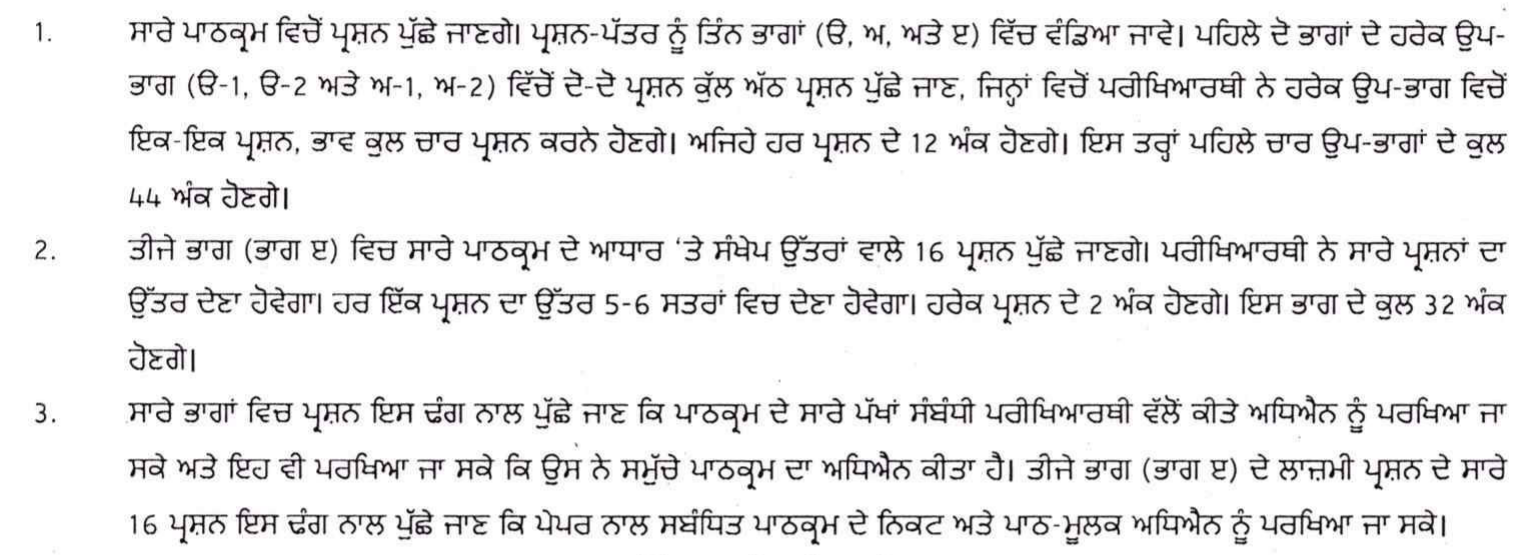 1. ਸਾਰੇ ਪਾਠਕ੍ਰਮ ਵਿਚੋਂ ਪ੍ਰਸ਼ਨ ਪੁੱਛੇ ਜਾਣਗੇ। ਪ੍ਰਸ਼ਨ-ਪੱਤਰ ਨੂੰ ਤਿੰਨ ਭਾਗਾਂ (ੳ, ਅ, ਅਤੇ ੲ) ਵਿੱਚ ਵੰਡਿਆ ਜਾਵੇ। ਪਹਿਲੇ ਦੋ ਭਾਗਾਂ ਦੇ ਹਰੇਕ ਉਪ-
ਭਾਗ (ੳ-1, ੳ-2 ਅਤੇ ਅ-1, ਅ-2) ਵਿੱਚੋਂ ਦੋ-ਦੋ ਪ੍ਰਸ਼ਨ ਕੁੱਲ ਅੱਠ ਪ੍ਰਸ਼ਨ ਪੁੱਛੇ ਜਾਣ, ਜਿਨ੍ਹਾਂ ਵਿਚੋਂ ਪਰੀਖਿਆਰਥੀ ਨੇ ਹਰੇਕ ਉਪ-ਭਾਗ ਵਿਚੋਂ
ਇਕ-ਇਕ ਪ੍ਰਸ਼ਨ, ਭਾਵ ਕੁਲ ਚਾਰ ਪ੍ਰਸ਼ਨ ਕਰਨੇ ਹੋਣਗੇ। ਅਜਿਹੇ ਹਰ ਪ੍ਰਸ਼ਨ ਦੇ 12 ਅੰਕ ਹੋਣਗੇ। ਇਸ ਤਰ੍ਹਾਂ ਪਹਿਲੇ ਚਾਰ ਉਪ-ਭਾਗਾਂ ਦੇ ਕੁਲ
44 ਅੰਕ ਹੋਣਗੇ।
2. ਤੀਜੇ ਭਾਗ (ਭਾਗ ੲ) ਵਿਚ ਸਾਰੇ ਪਾਠਕ੍ਰਮ ਦੇ ਆਧਾਰ ‘ਤੇ ਸੰਖੇਪ ਉੱਤਰਾਂ ਵਾਲੇ 16 ਪ੍ਰਸ਼ਨ ਪੁੱਛੇ ਜਾਣਗੇ। ਪਰੀਖਿਆਰਥੀ ਨੇ ਸਾਰੇ ਪ੍ਰਸ਼ਨਾਂ ਦਾ
ਉੱਤਰ ਦੇਣਾ ਹੋਵੇਗਾ। ਹਰ ਇੱਕ ਪ੍ਰਸ਼ਨ ਦਾ ਉੱਤਰ 5-6 ਸਤਰਾਂ ਵਿਚ ਦੇਣਾ ਹੋਵੇਗਾ। ਹਰੇਕ ਪ੍ਰਸ਼ਨ ਦੇ 2 ਅੰਕ ਹੋਣਗੇ। ਇਸ ਭਾਗ ਦੇ ਕੁਲ 32 ਅੰਕ
ਹੋਣਗੇ।
3. ਸਾਰੇ ਭਾਗਾਂ ਵਿਚ ਪ੍ਰਸ਼ਨ ਇਸ ਢੰਗ ਨਾਲ ਪੁੱਛੇ ਜਾਣ ਕਿ ਪਾਠਕ੍ਰਮ ਦੇ ਸਾਰੇ ਪੱਖਾਂ ਸੰਬੰਧੀ ਪਰੀਖਿਆਰਥੀ ਵੱਲੋਂ ਕੀਤੇ ਅਧਿਐਨ ਨੂੰ ਪਰਖਿਆ ਜਾ
ਸਕੇ ਅਤੇ ਇਹ ਵੀ ਪਰਖਿਆ ਜਾ ਸਕੇ ਕਿ ਉਸ ਨੇ ਸਮੁੱਚੇ ਪਾਠਕ੍ਰਮ ਦਾ ਅਧਿਐਨ ਕੀਤਾ ਹੈ। ਤੀਜੇ ਭਾਗ (ਭਾਗ ੲ) ਦੇ ਲਾਜ਼ਮੀ ਪ੍ਰਸ਼ਨ ਦੇ ਸਾਰੇ
16 ਪ੍ਰਸ਼ਨ ਇਸ ਢੰਗ ਨਾਲ ਪੁੱਛੇ ਜਾਣ ਕਿ ਪੇਪਰ ਨਾਲ ਸਬੰਧਿਤ ਪਾਠਕ੍ਰਮ ਦੇ ਨਿਕਟ ਅਤੇ ਪਾਠ-ਮੂਲਕ ਅਧਿਐਨ ਨੂੰ ਪਰਖਿਆ ਜਾ ਸਕੇ।